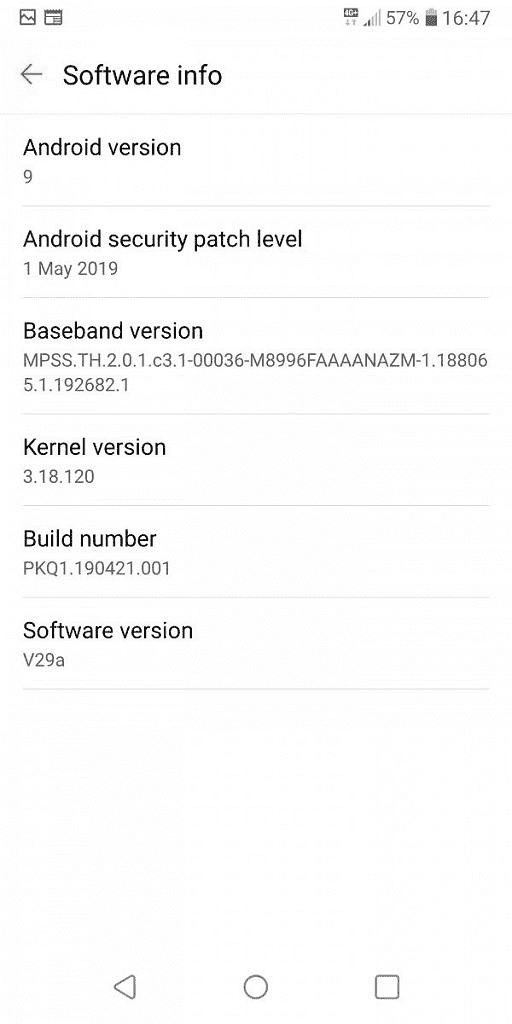 4G+ 57% 16:47
Software info
Android version
9
Android security patch level
1 May 2019
Baseband version
MPSS.TH.2.0.1.c3.1-00036-M8996FAAAANAZM-1.18806
5.1.192682.1
Kernel version
3.18.120
Build number
PKQ1.190421.001
Software version
V29a